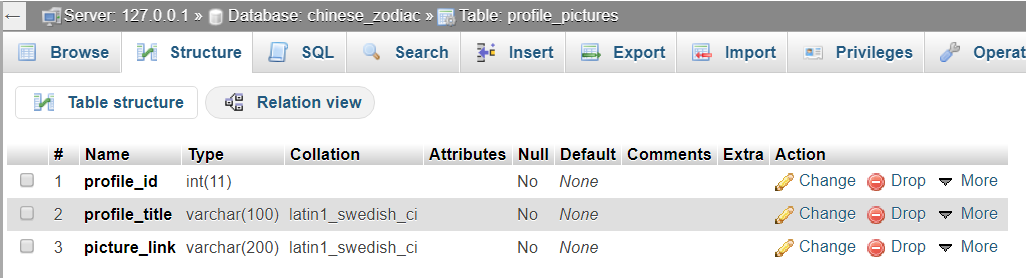 ← Server: 127.0.0.1 » Database: chinese_zodiac » Table: profile_pictures
Browse Structure SQL Search Insert Export Import Privileges Operat
Table structure Relation view
# Name Type Collation Attributes Null Default Comments Extra Action
1 profile_id int(11) No None Change Drop More
2 profile_title varchar(100) latin1_swedish_ci No None Change Drop More
3 picture_link varchar(200) latin1_swedish_ci No None Change Drop More